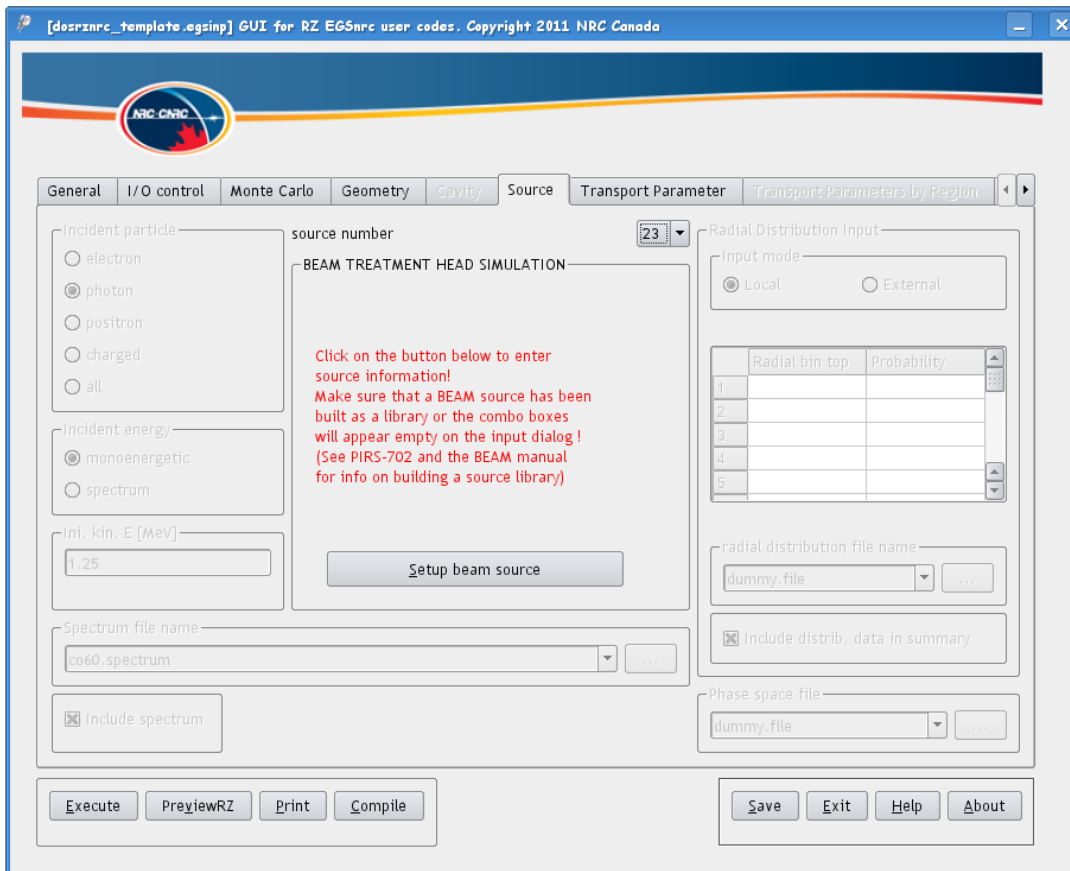 [dosrznrc_template.egsinp] GUI for RZ EGSnrc user codes. Copyright 2011 NRC Canada
NRC·CNRC
General I/O control Monte Carlo Geometry Cavity Source Transport Parameter Transport Parameters by Region
Incident particle
electron
photon
positron
charged
all
Incident energy
monoenergetic
spectrum
Ini. kin. E [MeV]
1.25
source number 23
BEAM TREATMENT HEAD SIMULATION
Click on the button below to enter
source information!
Make sure that a BEAM source has been
built as a library or the combo boxes
will appear empty on the input dialog !
(See PIRS-702 and the BEAM manual
for info on building a source library)
Setup beam source
Spectrum file name
co60.spectrum ...
Include spectrum
Radial Distribution Input
Input mode
Local External
Radial bin top Probability
1
2
3
4
5
radial distribution file name
dummy.file ...
Include distrib. data in summary
Phase space file
dummy.file ...
Execute PreviewRZ Print Compile
Save Exit Help About